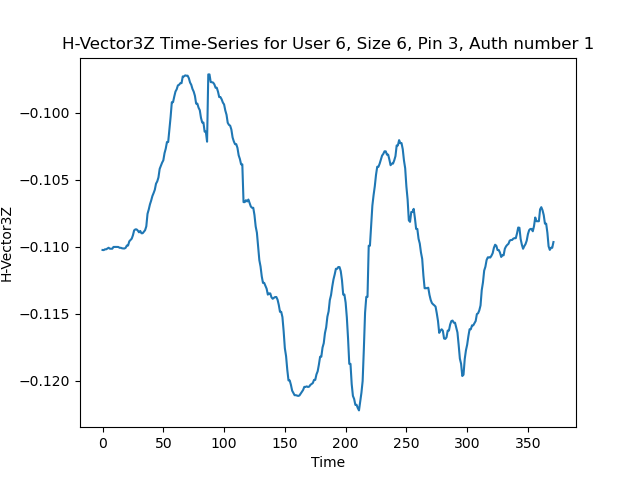 H-Vector3Z Time-Series for User 6, Size 6, Pin 3, Auth number 1
−0.100
−0.105
−0.110
−0.115
−0.120
H-Vector3Z
0 50 100 150 200 250 300 350
Time